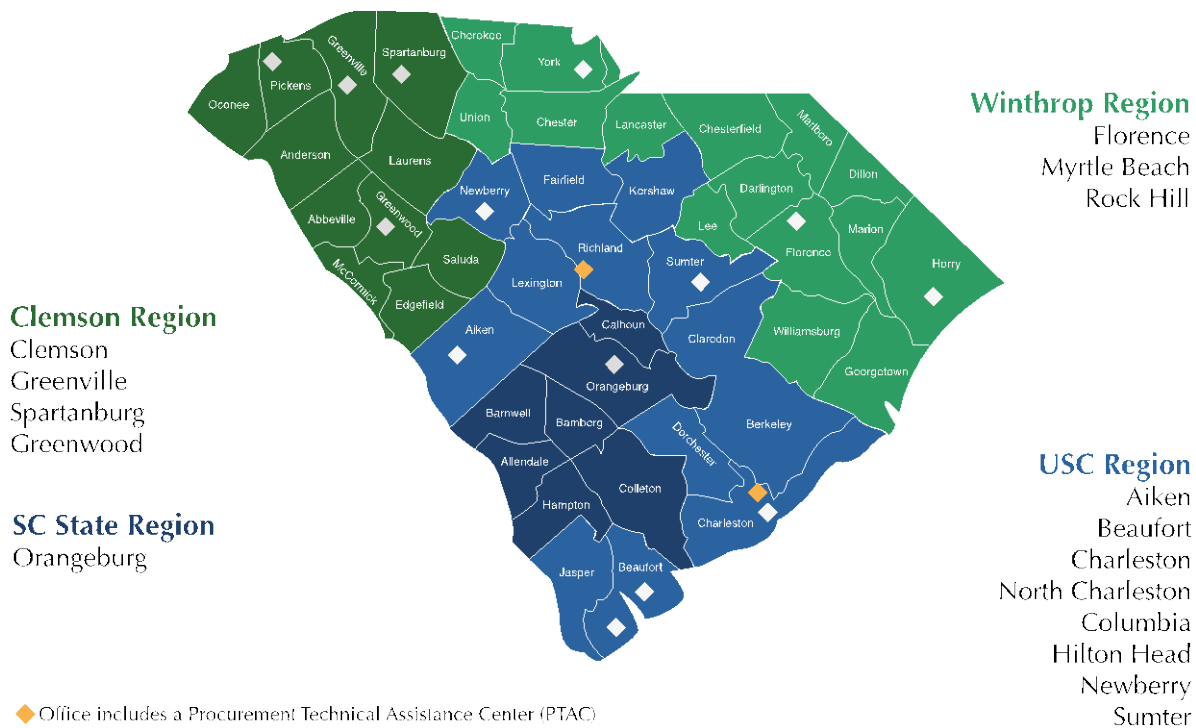 Cherokee
Spartanburg
Greenville
York
Pickens
Oconee
Union
Chester
Lancaster
Chesterfield
Marlboro
Anderson
Laurens
Dillon
Newberry
Fairfield
Kershaw
Darlington
Abbeville
Greenwood
Lee
Marion
Richland
Florence
Saluda
Sumter
Horry
McCormick
Lexington
Edgefield
Aiken
Calhoun
Claredon
Williamsburg
Georgetown
Orangeburg
Barnwell
Bamberg
Berkeley
Dorchester
Allendale
Colleton
Hampton
Charleston
Jasper
Beaufort
Winthrop Region
Florence
Myrtle Beach
Rock Hill
Clemson Region
Clemson
Greenville
Spartanburg
Greenwood
SC State Region
Orangeburg
USC Region
Aiken
Beaufort
Charleston
North Charleston
Columbia
Hilton Head
Newberry
Sumter
Office includes a Procurement Technical Assistance Center (PTAC)